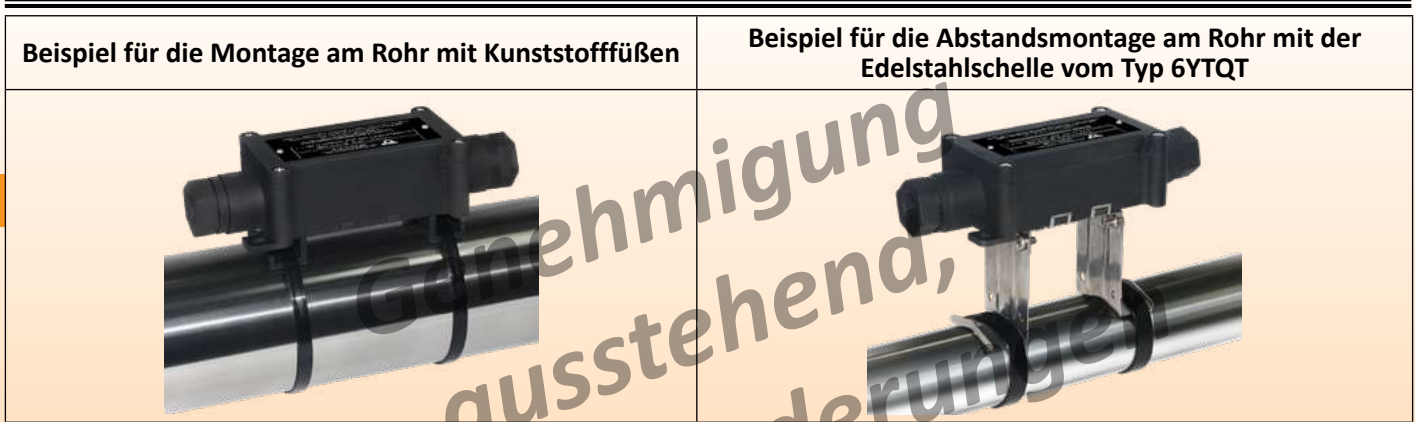 Beispiel für die Montage am Rohr mit Kunststofffüßen
Beispiel für die Abstandsmontage am Rohr mit der
Edelstahlschelle vom Typ 6YTQT
Genehmigung
ausstehend,